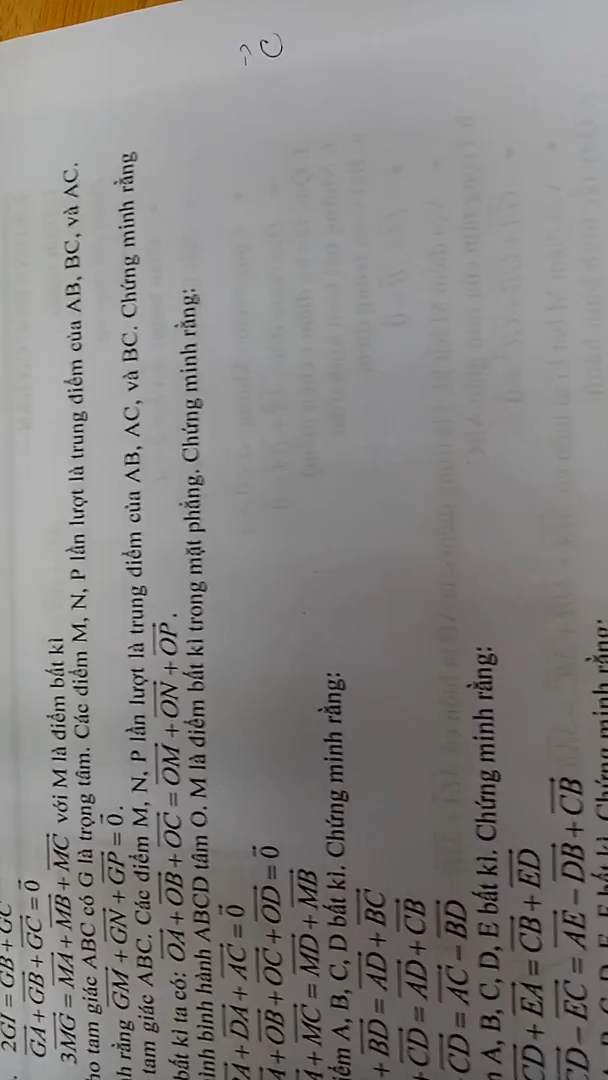 2GI = GB + GC
GA + GB + GC = 0
3MG = MA + MB + MC với M là điểm bất kì
ho tam giác ABC có G là trọng tâm. Các điểm M, N, P lần lượt là trung điểm của AB, BC, và AC.
h rằng GM + GN + GP = 0.
tam giác ABC. Các điểm M, N, P lần lượt là trung điểm của AB, AC, và BC. Chứng minh rằng
bất kì ta có: OA + OB + OC = OM + ON + OP.
ình bình hành ABCD tâm O. M là điểm bất kì trong mặt phẳng. Chứng minh rằng:
A + DA + AC = 0
A + OB + OC + OD = 0
A + MC = MD + MB
iểm A, B, C, D bất kì. Chứng minh rằng:
+ BD = AD + BC
+ CD = AD + CB
CD = AC − BD
A, B, C, D, E bất kì. Chứng minh rằng:
CD + EA = CB + ED
CD − EC = AE − DB + CB
Chứng minh rằng:
C